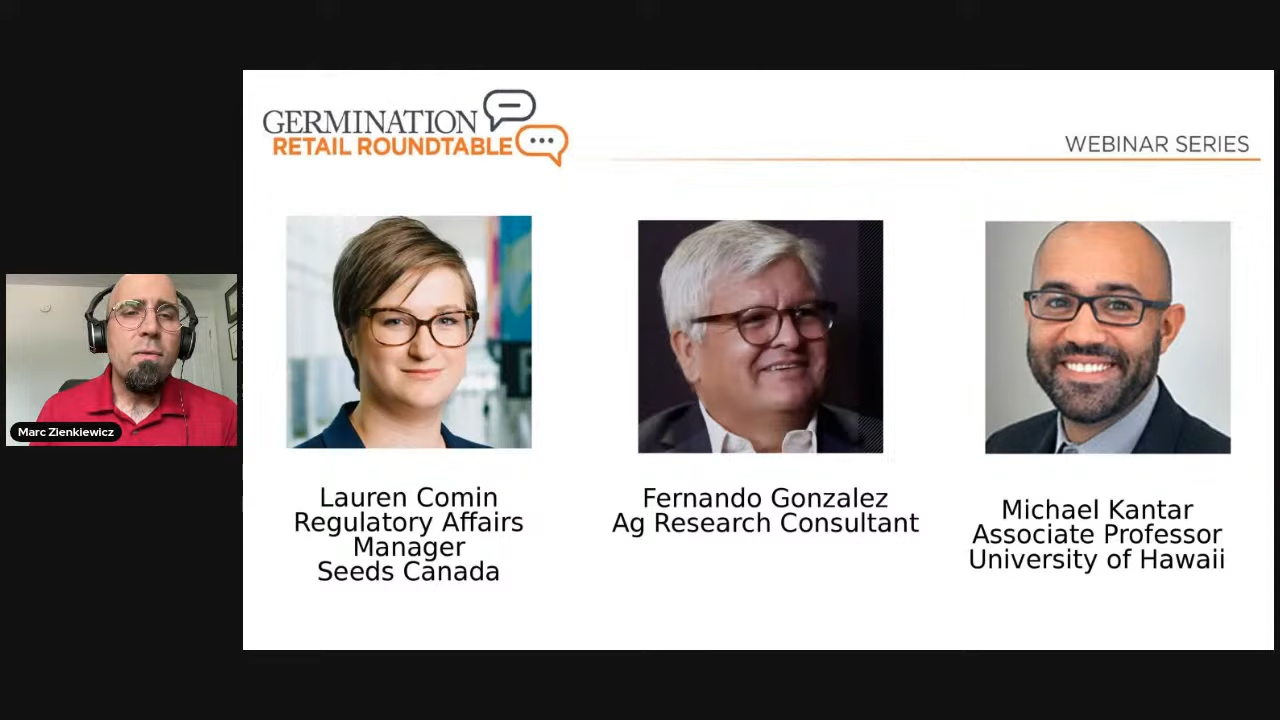 GERMINATION
RETAIL ROUNDTABLE
WEBINAR SERIES
Marc Zienkiewicz
Lauren Comin
Regulatory Affairs
Manager
Seeds Canada
Fernando Gonzalez
Ag Research Consultant
Michael Kantar
Associate Professor
University of Hawaii